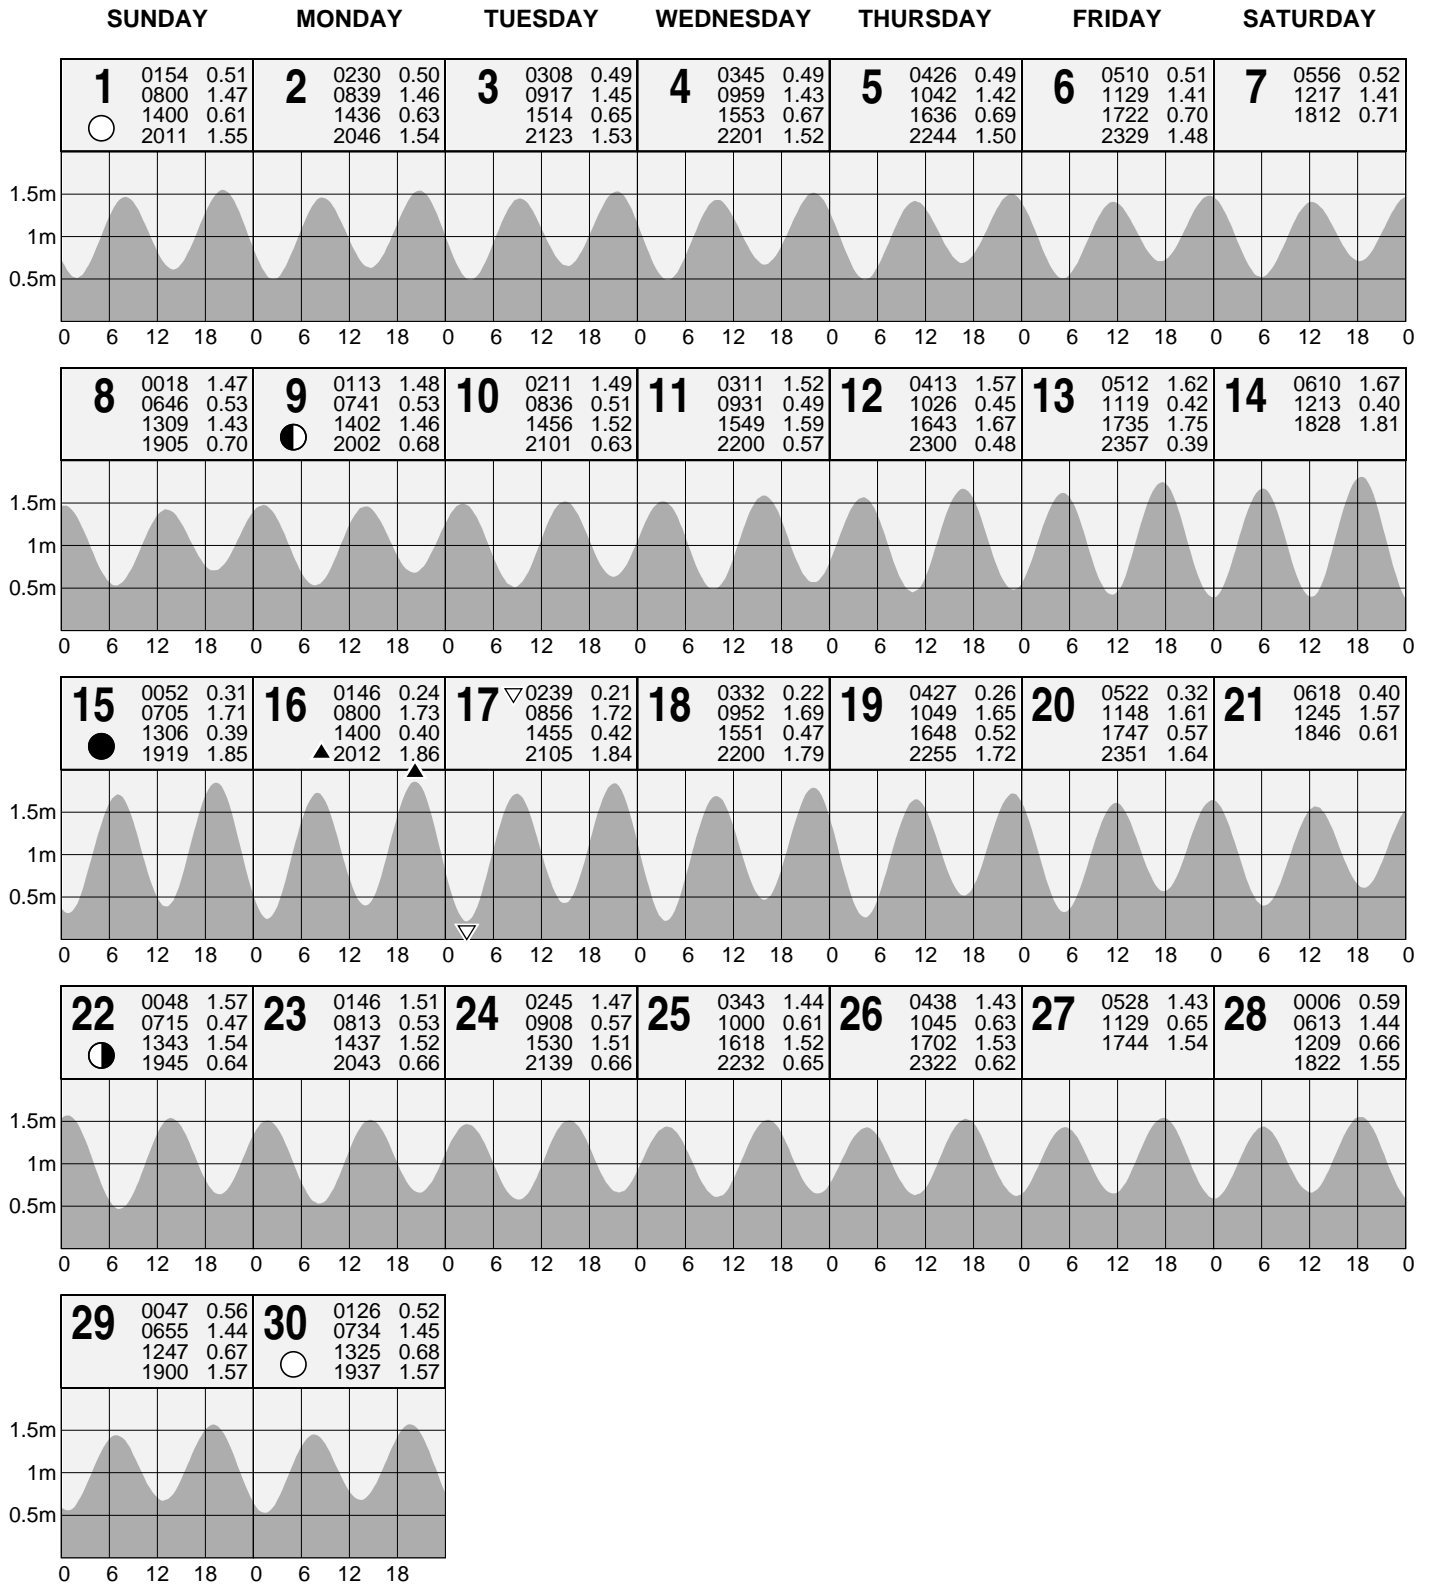 SUNDAY MONDAY TUESDAY WEDNESDAY THURSDAY FRIDAY SATURDAY
1 0154 0.51 2 0230 0.50 3 0308 0.49 4 0345 0.49 5 0426 0.49 6 0510 0.51 7 0556 0.52
0800 1.47 0839 1.46 0917 1.45 0959 1.43 1042 1.42 1129 1.41 1217 1.41
1400 0.61 1436 0.63 1514 0.65 1553 0.67 1636 0.69 1722 0.70 1812 0.71
2011 1.55 2046 1.54 2123 1.53 2201 1.52 2244 1.50 2329 1.48
1.5m
1m
0.5m
0 6 12 18 0 6 12 18 0 6 12 18 0 6 12 18 0 6 12 18 0 6 12 18 0 6 12 18 0
8 0018 1.47 9 0113 1.48 10 0211 1.49 11 0311 1.52 12 0413 1.57 13 0512 1.62 14 0610 1.67
0646 0.53 0741 0.53 0836 0.51 0931 0.49 1026 0.45 1119 0.42 1213 0.40
1309 1.43 1402 1.46 1456 1.52 1549 1.59 1643 1.67 1735 1.75 1828 1.81
1905 0.70 2002 0.68 2101 0.63 2200 0.57 2300 0.48 2357 0.39
1.5m
1m
0.5m
0 6 12 18 0 6 12 18 0 6 12 18 0 6 12 18 0 6 12 18 0 6 12 18 0 6 12 18 0
15 0052 0.31 16 0146 0.24 17 0239 0.21 18 0332 0.22 19 0427 0.26 20 0522 0.32 21 0618 0.40
0705 1.71 0800 1.73 0856 1.72 0952 1.69 1049 1.65 1148 1.61 1245 1.57
1306 0.39 1400 0.40 1455 0.42 1551 0.47 1648 0.52 1747 0.57 1846 0.61
1919 1.85 2012 1.86 2105 1.84 2200 1.79 2255 1.72 2351 1.64
1.5m
1m
0.5m
0 6 12 18 0 6 12 18 0 6 12 18 0 6 12 18 0 6 12 18 0 6 12 18 0 6 12 18 0
22 0048 1.57 23 0146 1.51 24 0245 1.47 25 0343 1.44 26 0438 1.43 27 0528 1.43 28 0006 0.59
0715 0.47 0813 0.53 0908 0.57 1000 0.61 1045 0.63 1129 0.65 0613 1.44
1343 1.54 1437 1.52 1530 1.51 1618 1.52 1702 1.53 1744 1.54 1209 0.66
1945 0.64 2043 0.66 2139 0.66 2232 0.65 2322 0.62 1822 1.55
1.5m
1m
0.5m
0 6 12 18 0 6 12 18 0 6 12 18 0 6 12 18 0 6 12 18 0 6 12 18 0 6 12 18 0
29 0047 0.56 30 0126 0.52
0655 1.44 0734 1.45
1247 0.67 1325 0.68
1900 1.57 1937 1.57
1.5m
1m
0.5m
0 6 12 18 0 6 12 18